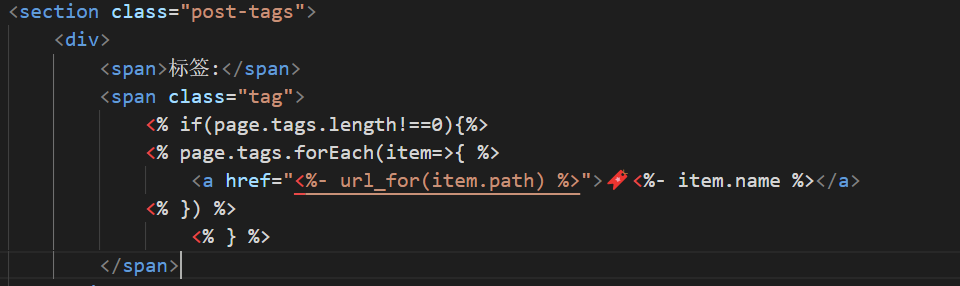 <section class="post-tags">
<div>
<span>标签:</span>
<span class="tag">
<% if(page.tags.length!==0){%>
<% page.tags.forEach(item=>{ %>
<a href="<%- url_for(item.path) %>">🧨<%- item.name %></a>
<% }) %>
<% } %>
</span>